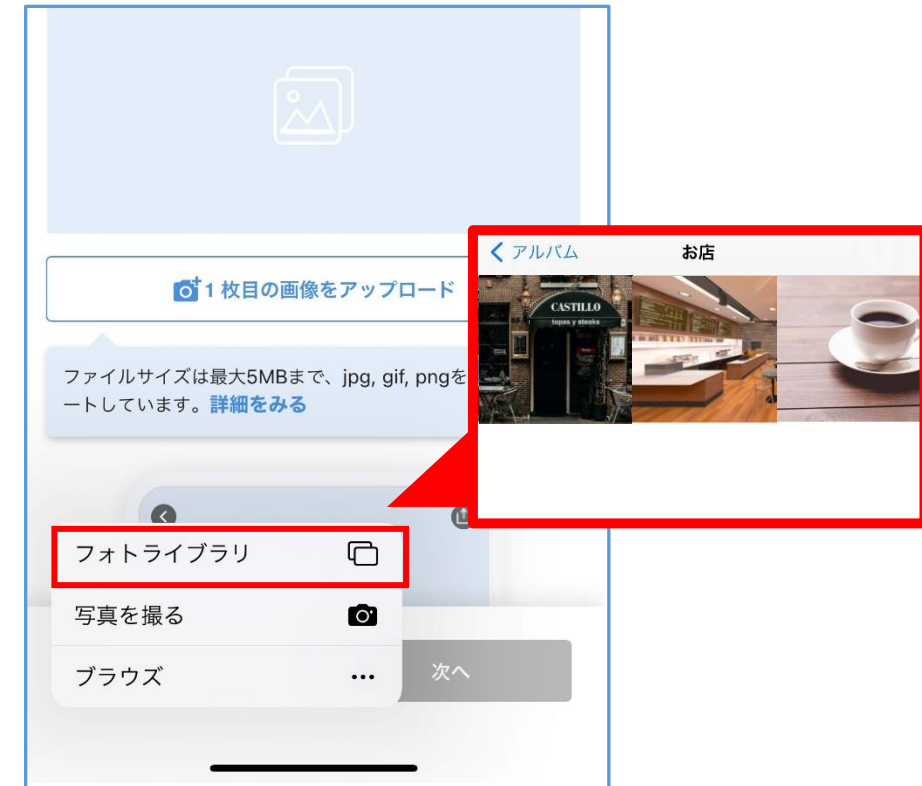 1 枚目の画像をアップロード
ファイルサイズは最大5MBまで、jpg, gif, pngを
ートしています。詳細をみる
フォトライブラリ
写真を撮る
ブラウズ
次へ
アルバム
お店
CASTILLO
tapas y steaks